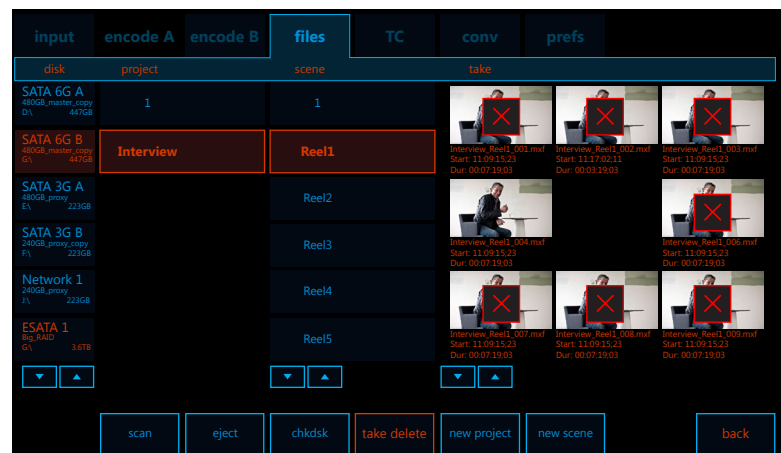 input encode A encode B files TC conv prefs
disk project scene take
SATA 6G A
480GB_master_copy
D:\ 447GB
SATA 6G B
480GB_master_copy
G:\ 447GB
SATA 3G A
480GB_proxy
E:\ 223GB
SATA 3G B
240GB_proxy_copy
F:\ 223GB
Network 1
240GB_proxy
J:\ 223GB
ESATA 1
Big_RAID
G:\ 3.6TB
1
Interview
1
Reel1
Reel2
Reel3
Reel4
Reel5
Interview_Reel1_001.mxf
Start: 11:09:15;23
Dur: 00:07:19;03
Interview_Reel1_002.mxf
Start: 11:17:02;11
Dur: 00:03:19;03
Interview_Reel1_003.mxf
Start: 11:09:15;23
Dur: 00:07:19;03
Interview_Reel1_004.mxf
Start: 11:09:15;23
Dur: 00:07:19;03
Interview_Reel1_006.mxf
Start: 11:09:15;23
Dur: 00:07:19;03
Interview_Reel1_007.mxf
Start: 11:09:15;23
Dur: 00:07:19;03
Interview_Reel1_008.mxf
Start: 11:09:15;23
Dur: 00:07:19;03
Interview_Reel1_009.mxf
Start: 11:09:15;23
Dur: 00:07:19;03
scan eject chkdsk take delete new project new scene back